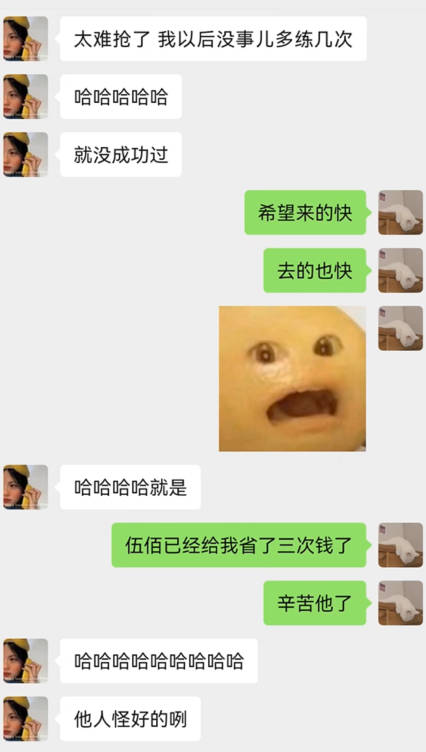 太难抢了 我以后没事儿多练几次
哈哈哈哈哈
就没成功过
希望来的快
去的也快
哈哈哈哈就是
伍佰已经给我省了三次钱了
辛苦他了
哈哈哈哈哈哈哈哈哈
他人怪好的咧